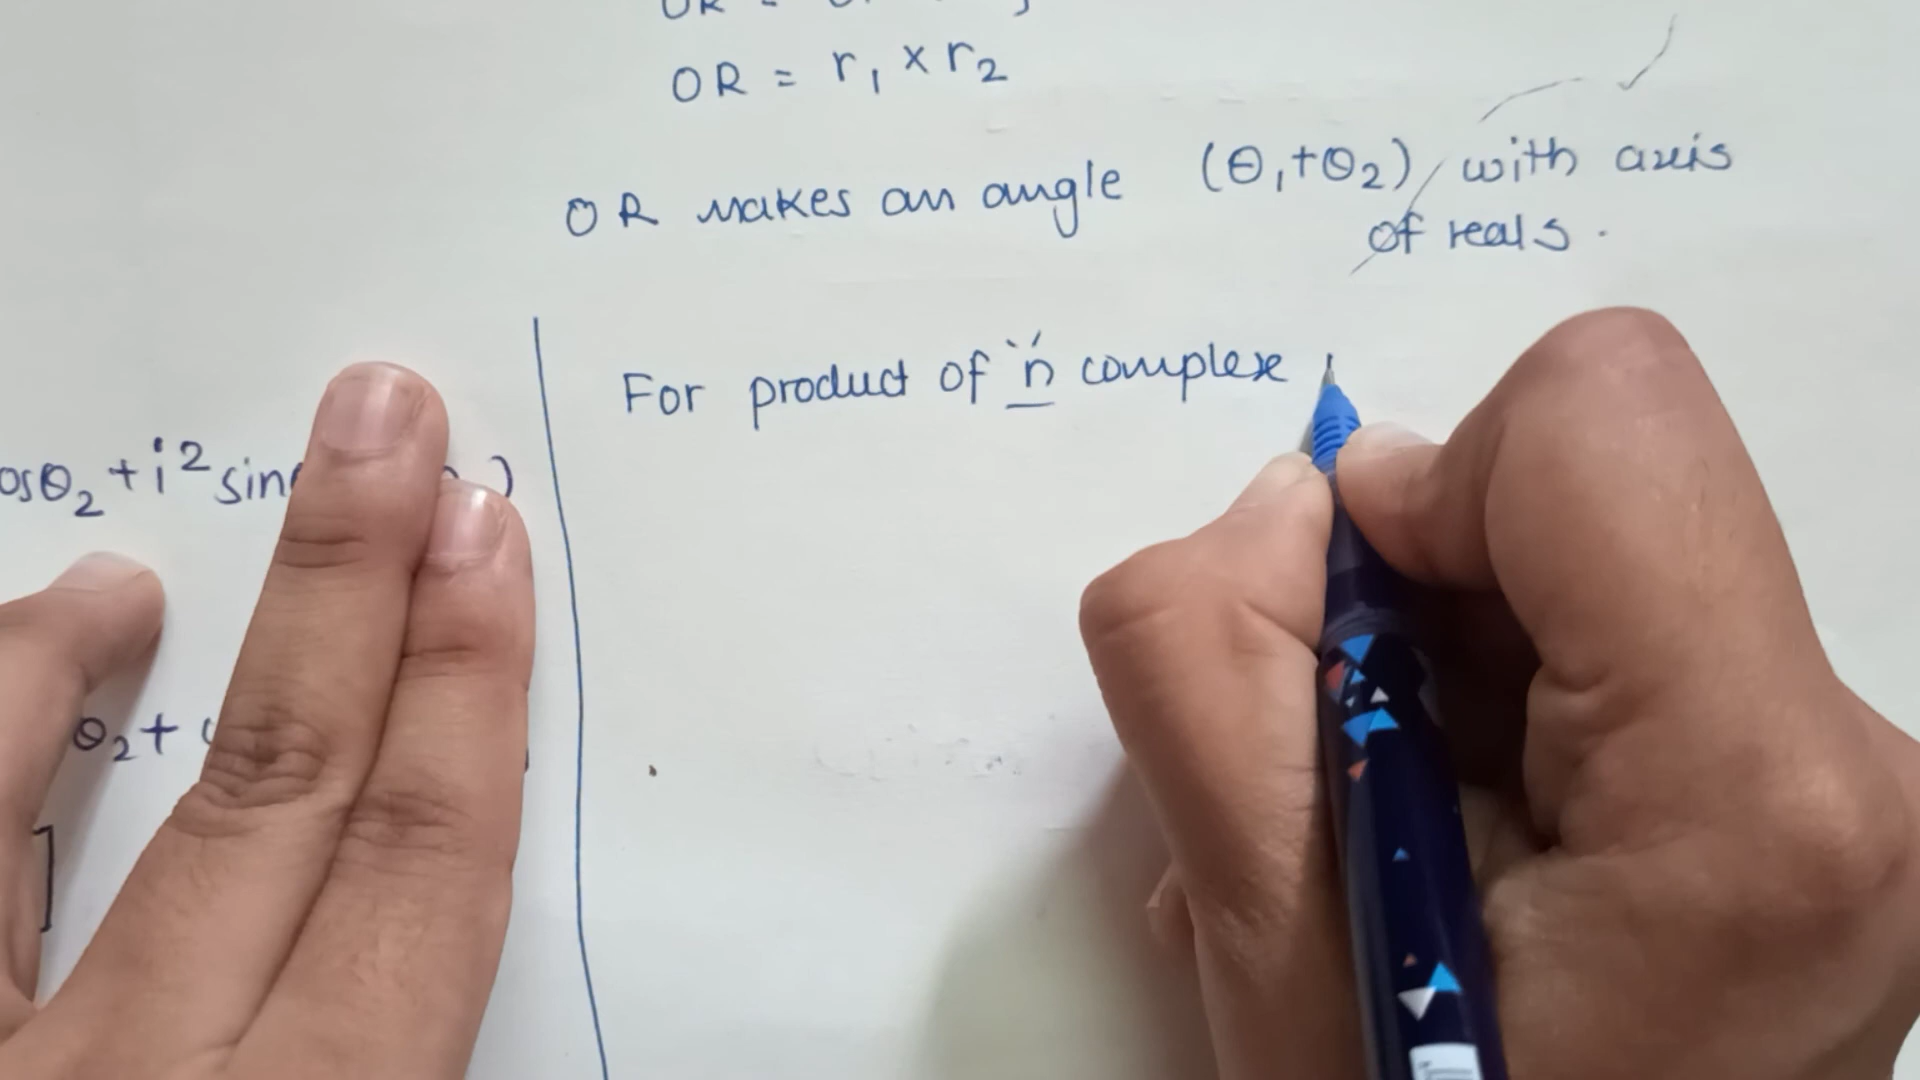 OR = r₁ × r₂
OR makes an angle (θ₁+θ₂) with axis
of reals.
For product of `n´ complex
osθ₂ + i² sin )
θ₂ +
]